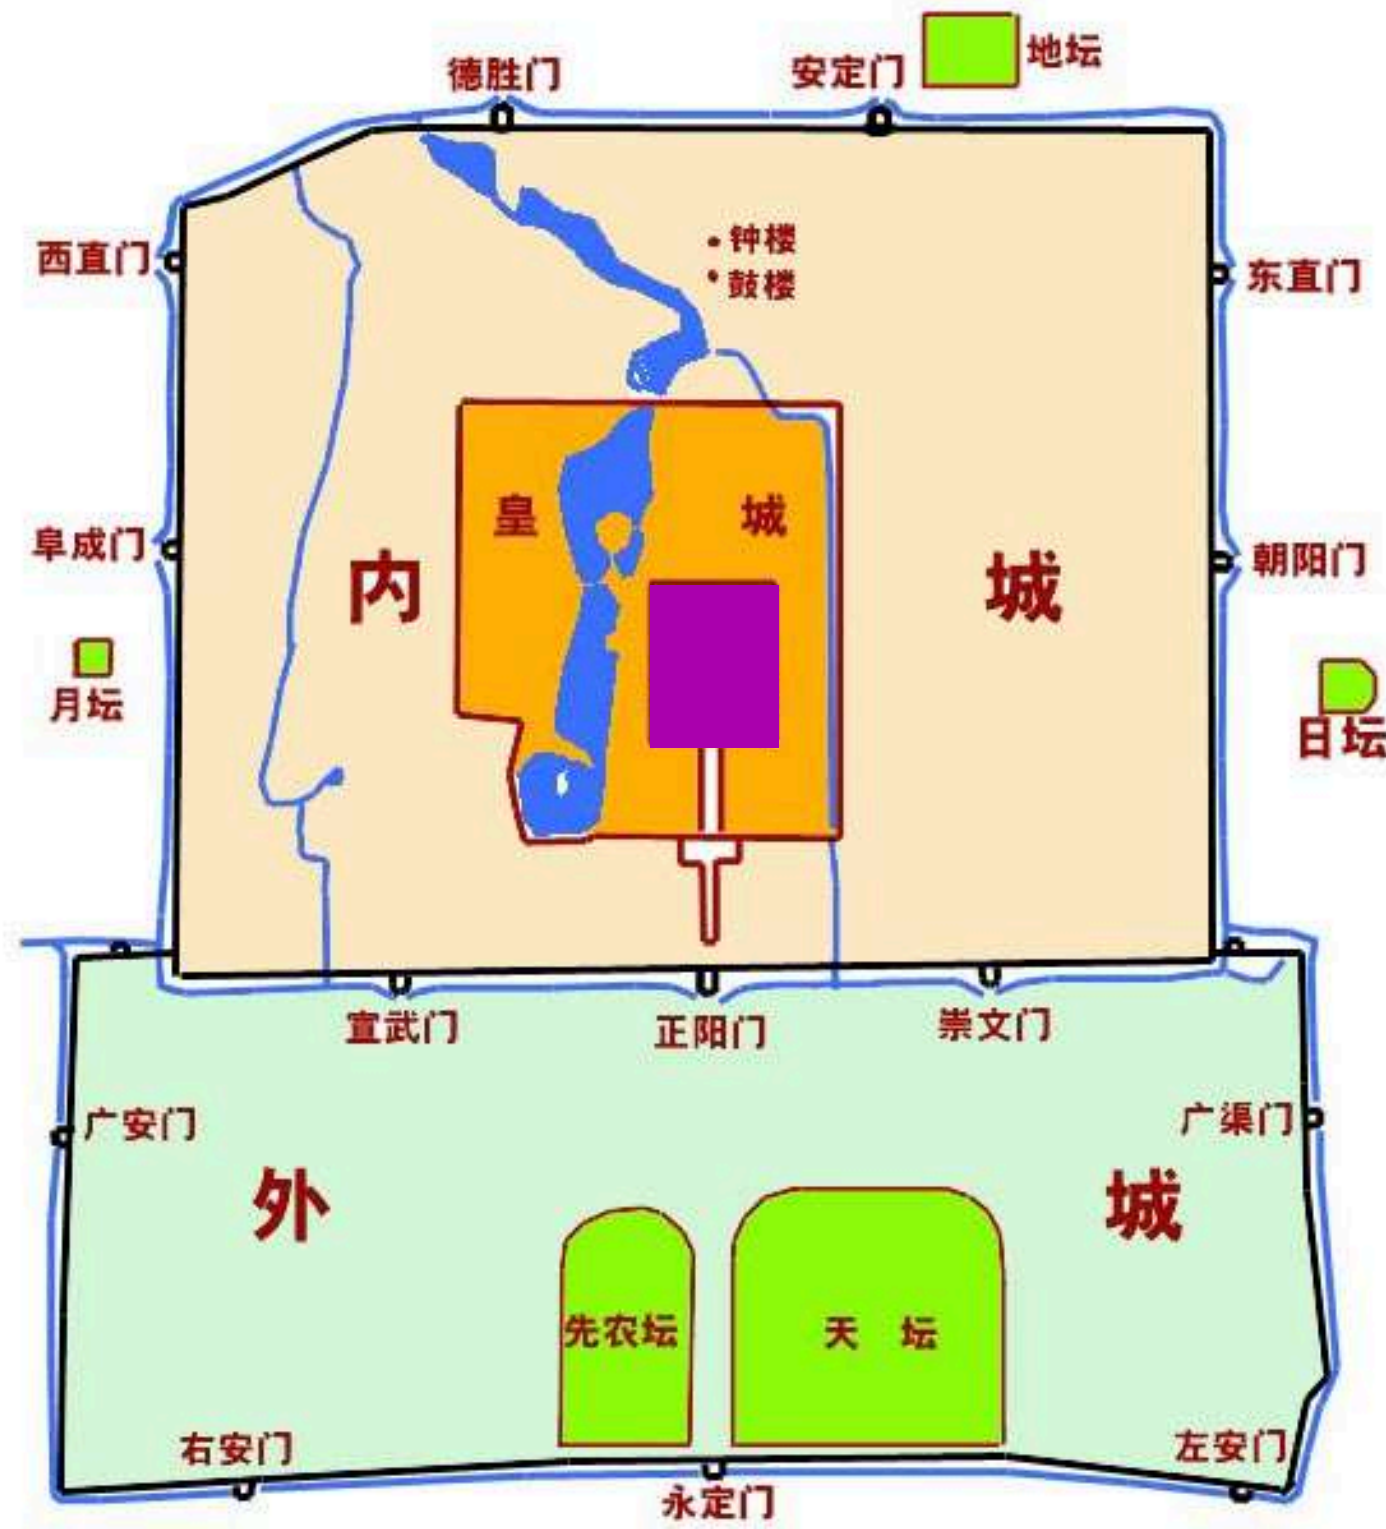 地坛
德胜门
安定门
钟楼
西直门
鼓楼
东直门
皇 城
阜成门
朝阳门
内 城
月坛
日坛
宣武门
正阳门
崇文门
广安门
广渠门
外 城
先农坛
天 坛
右安门
左安门
永定门